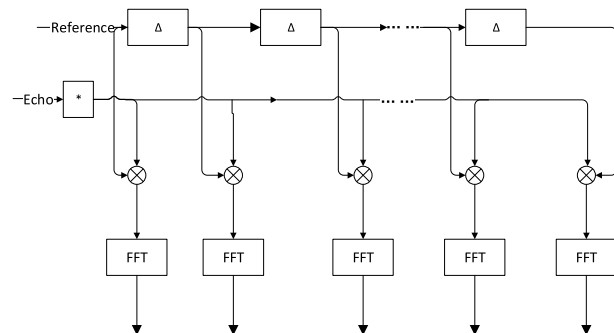 Reference
Δ
Δ
... ...
Δ
Echo
*
... ...
FFT
FFT
FFT
FFT
FFT